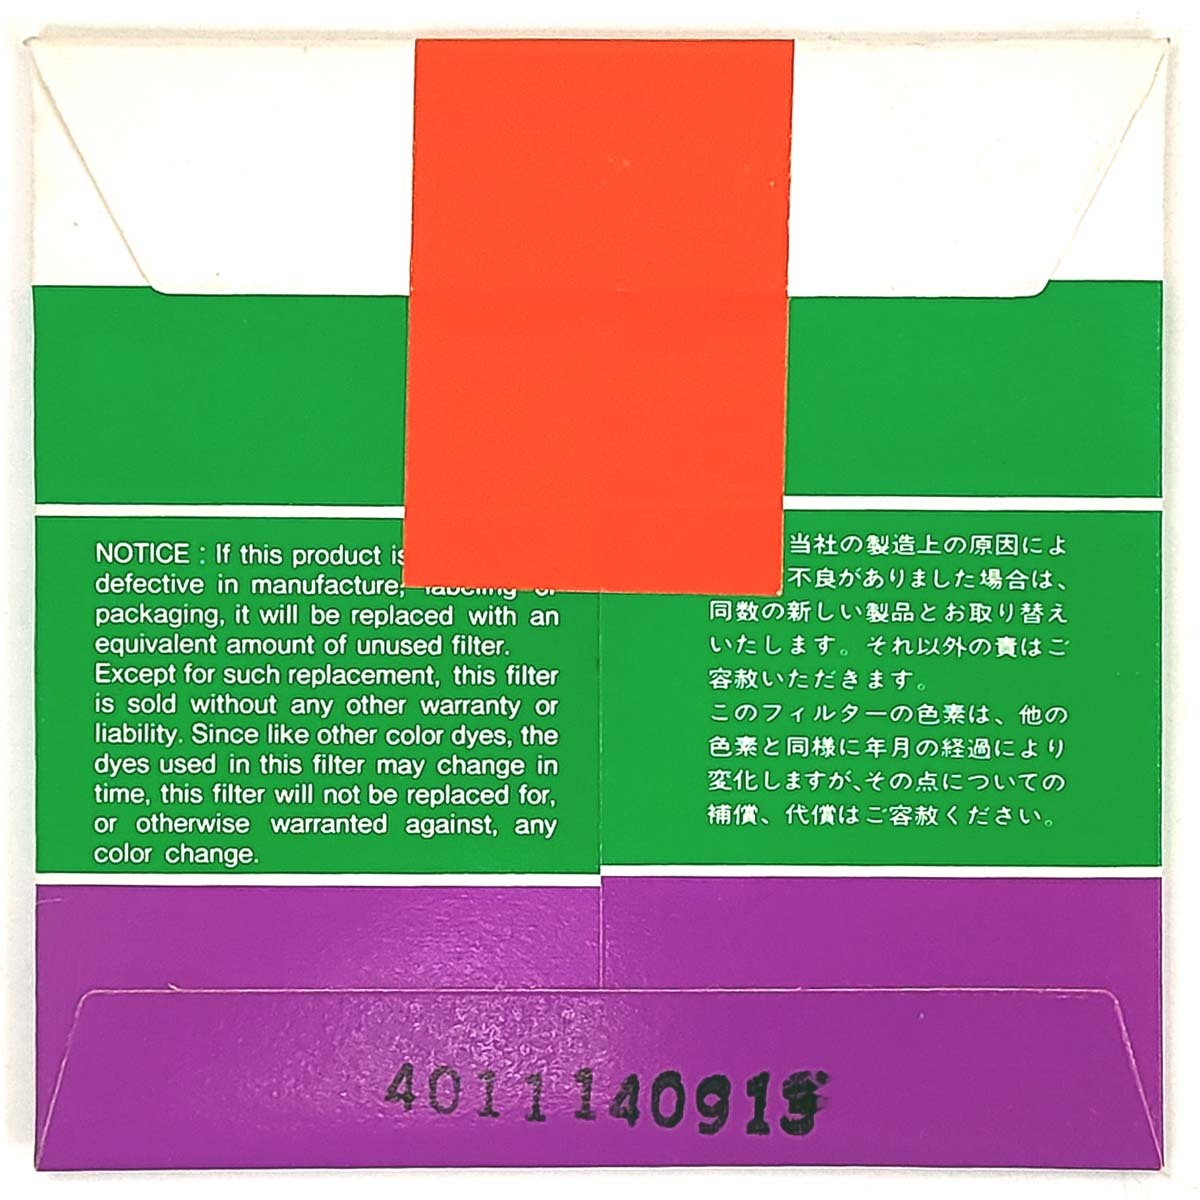 NOTICE : If this product
defective in manufacture, labeling or
packaging, it will be replaced with an
equivalent amount of unused filter.
Except for such replacement, this filter
is sold without any other warranty or
liability. Since like other color dyes, the
dyes used in this filter may change in
time, this filter will not be replaced for,
or otherwise warranted against, any
color change.
当社の製造上の原因によ
不良がありました場合は、
同数の新しい製品とお取り替え
いたします。それ以外の責はご
容赦いただきます。
このフィルターの色素は、他の
色素と同様に年月の経過により
変化しますが、その点についての
補償、代償はご容赦ください。